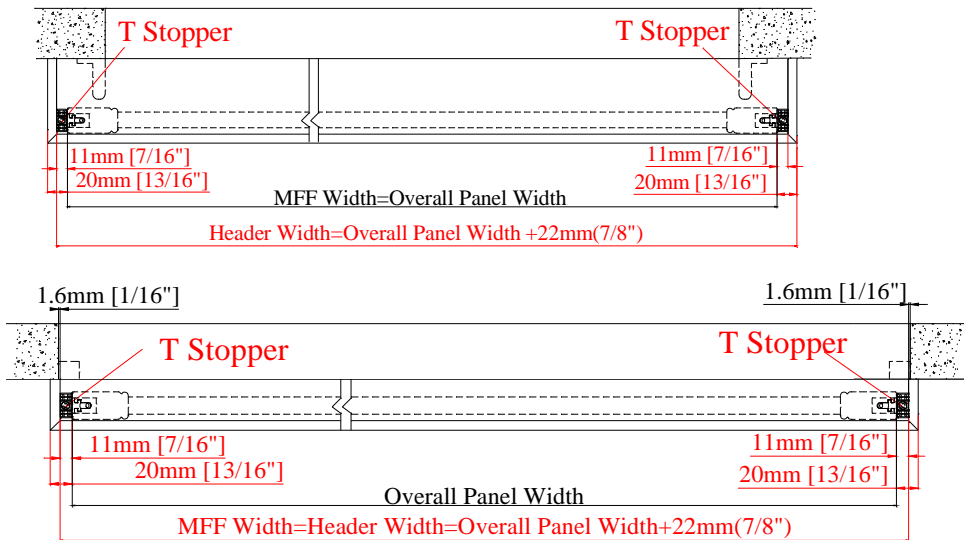 T Stopper
T Stopper
11mm [7/16"]
11mm [7/16"]
20mm [13/16"]
20mm [13/16"]
MFF Width=Overall Panel Width
Header Width=Overall Panel Width +22mm(7/8")
1.6mm [1/16"]
1.6mm [1/16"]
T Stopper
T Stopper
11mm [7/16"]
11mm [7/16"]
20mm [13/16"]
20mm [13/16"]
Overall Panel Width
MFF Width=Header Width=Overall Panel Width+22mm(7/8")